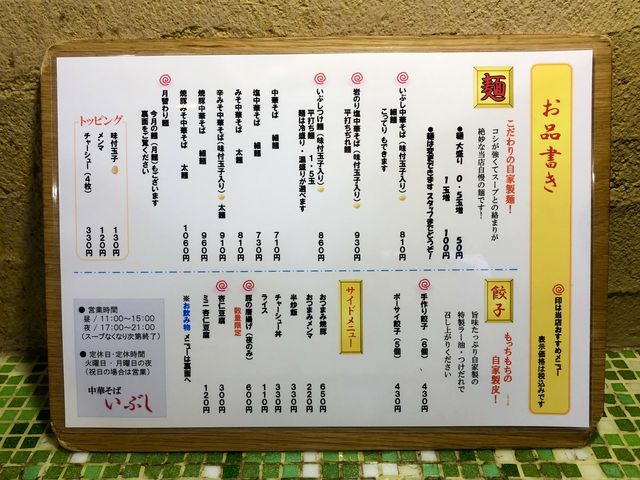 お品書き
＠印は当店おすすめメニュー
表示価格は税込みです
麺
こだわりの自家製麺！
コシが強くてスープとの絡まりが
絶妙な当店自慢の麺です！
●麺 大盛り 0.5玉増 50円
1玉増 100円
●麺は変更できます スタッフまでどうぞ～
＠いぶし中華そば（味付玉子入り） 810円
細麺
こってり もできます
＠岩のり塩中華そば（味付玉子入り） 930円
平打ちぢれ麺
＠いぶしつけ麺（味付玉子入り） 860円
平打ち麺 1.5玉
麺は冷盛り・温盛りが選べます
中華そば 細麺 710円
塩中華そば 細麺 730円
みそ中華そば 太麺 810円
辛みそ中華そば（味付玉子入り） 太麺 910円
焼豚中華そば 細麺 960円
焼豚みそ中華そば 太麺 1060円
＠月替わり麺
今月の麺（月麺）もございます
裏面をご覧ください
トッピング
味付玉子 130円
メンマ 120円
チャーシュー（4枚） 330円
餃子
もっちもちの
自家製皮！
旨味たっぷり自家製の
特製ラー油・つけだれで
召し上がりください
＠手作り餃子（6個） 430円
ポーサイ餃子（5個） 430円
サイドメニュー
おつまみ焼豚 650円
おつまみメンマ 220円
半炒飯 330円
チャーシュー丼 330円
ライス 110円
＠豚の唐揚げ（夜のみ） 600円
数量限定
＠杏仁豆腐 300円
ミニ杏仁豆腐 120円
※お飲み物 メニューは裏面へ
● 営業時間
昼 / 11:00～15:00
夜 / 17:00～21:00
（スープなくなり次第終了）
● 定休日・定休時間
火曜日・月曜日の夜
（祝日の場合は営業）
中華そば
いぶし